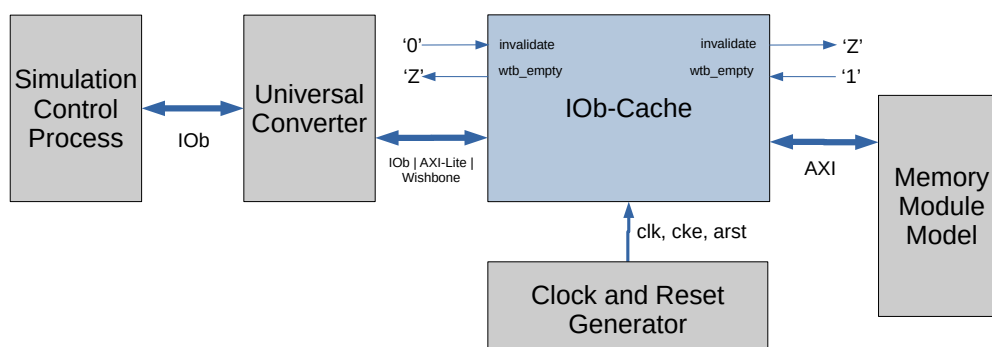 Simulation
Control
Process
IOb
Universal
Converter
IOb | AXI-Lite |
Wishbone
‘0’
‘Z’
invalidate
wtb_empty
IOb-Cache
invalidate
wtb_empty
‘Z’
‘1’
AXI
Memory
Module
Model
clk, cke, arst
Clock and Reset
Generator